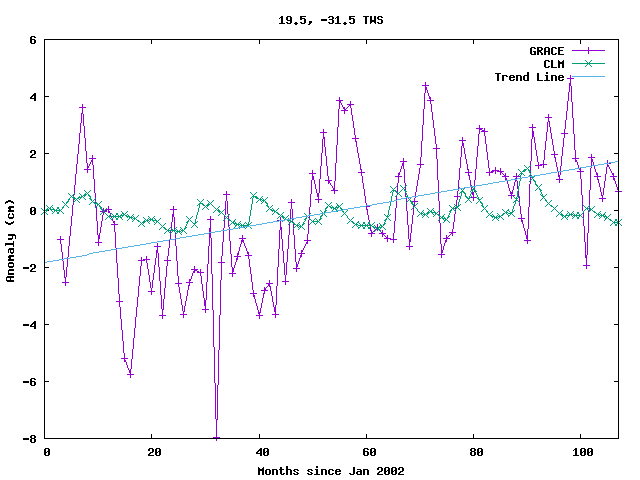 19.5, -31.5 TWS
GRACE
CLM
Trend Line
6
4
2
0
-2
-4
-6
-8
Anomaly (cm)
0 20 40 60 80 100
Months since Jan 2002